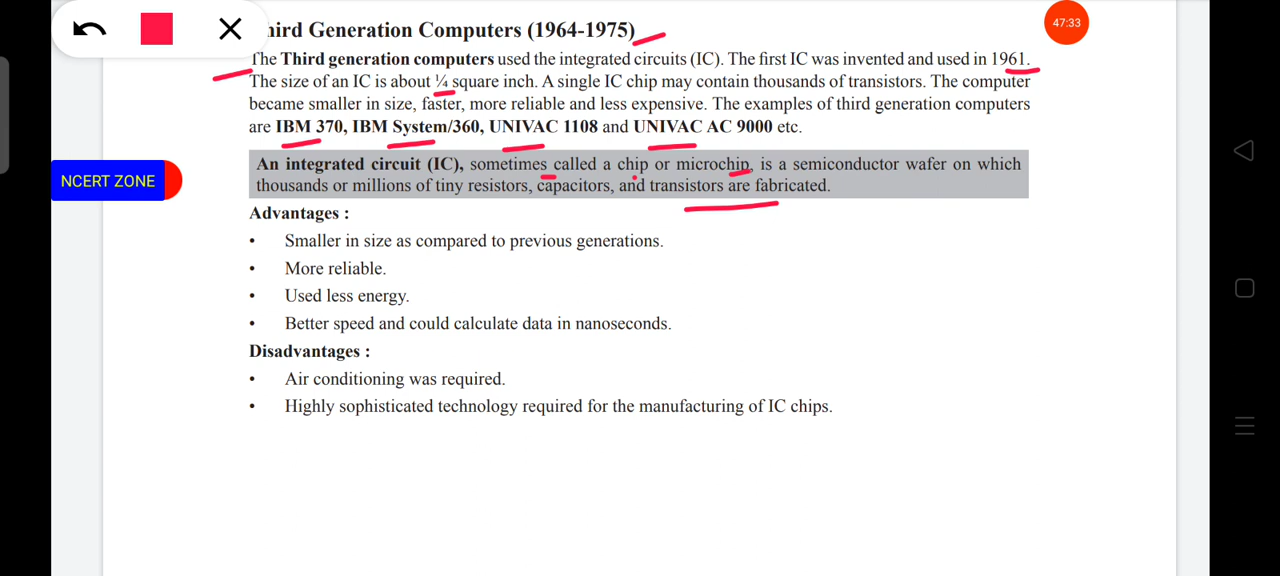 47:33
hird Generation Computers (1964-1975)
The Third generation computers used the integrated circuits (IC). The first IC was invented and used in 1961.
The size of an IC is about ¼ square inch. A single IC chip may contain thousands of transistors. The computer
became smaller in size, faster, more reliable and less expensive. The examples of third generation computers
are IBM 370, IBM System/360, UNIVAC 1108 and UNIVAC AC 9000 etc.
An integrated circuit (IC), sometimes called a chip or microchip, is a semiconductor wafer on which
thousands or millions of tiny resistors, capacitors, and transistors are fabricated.
NCERT ZONE
Advantages :
• Smaller in size as compared to previous generations.
• More reliable.
• Used less energy.
• Better speed and could calculate data in nanoseconds.
Disadvantages :
• Air conditioning was required.
• Highly sophisticated technology required for the manufacturing of IC chips.